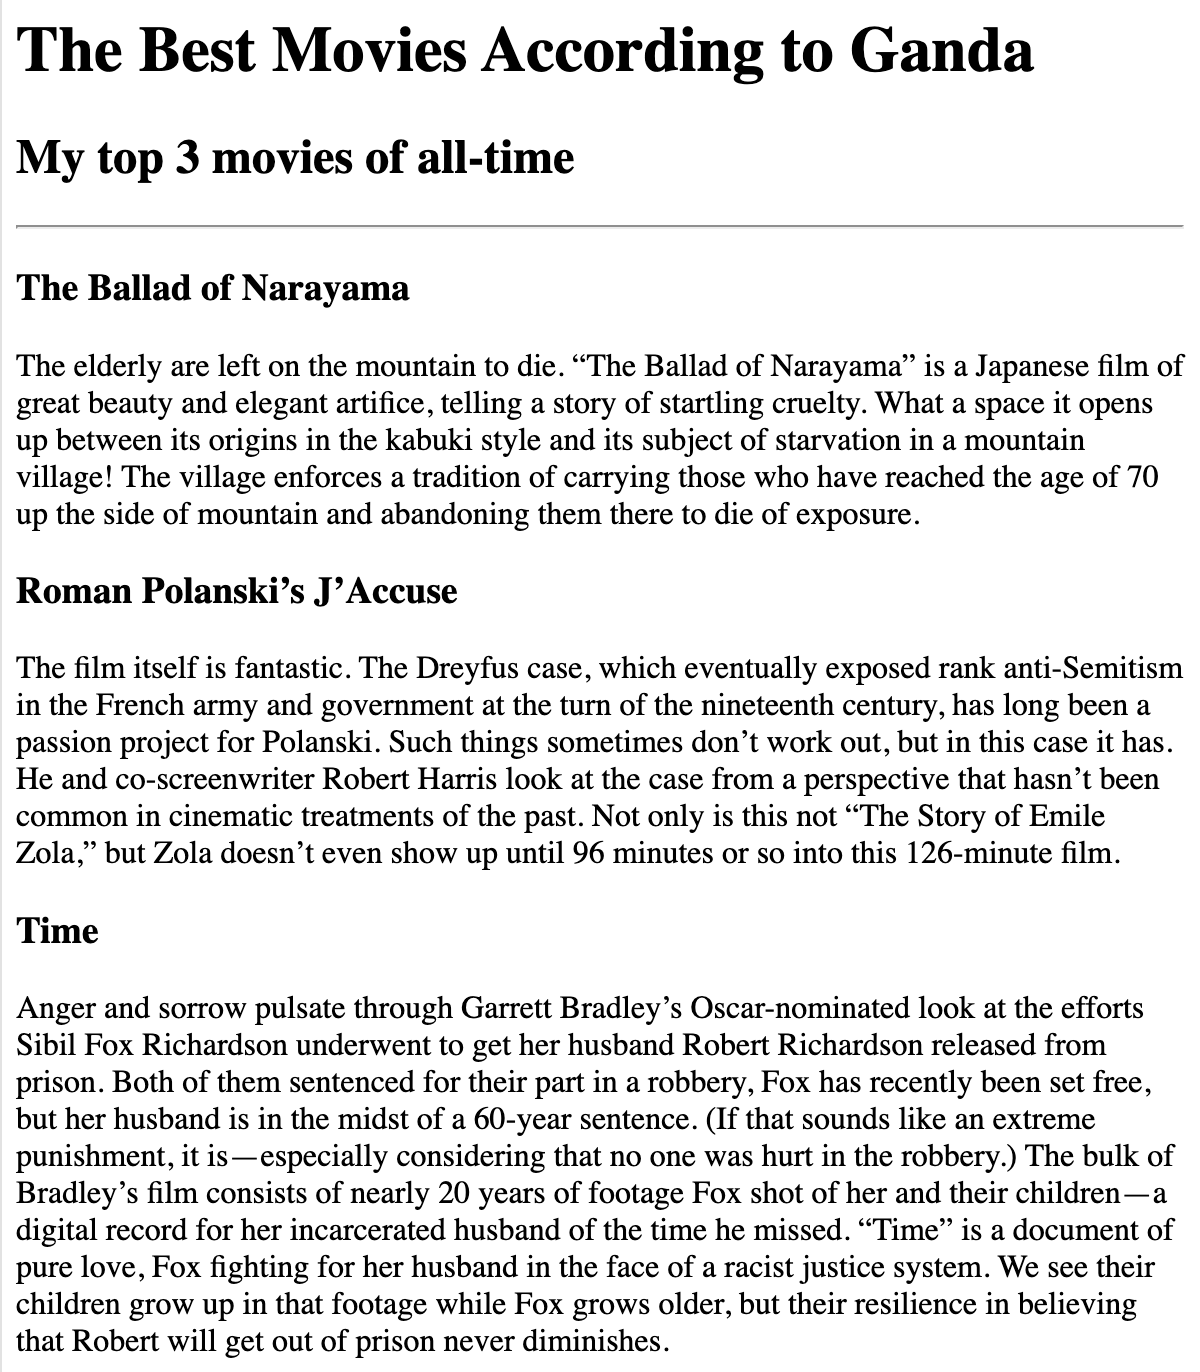 The Best Movies According to Ganda
My top 3 movies of all-time
The Ballad of Narayama
The elderly are left on the mountain to die. “The Ballad of Narayama” is a Japanese film of
great beauty and elegant artifice, telling a story of startling cruelty. What a space it opens
up between its origins in the kabuki style and its subject of starvation in a mountain
village! The village enforces a tradition of carrying those who have reached the age of 70
up the side of mountain and abandoning them there to die of exposure.
Roman Polanski’s J’Accuse
The film itself is fantastic. The Dreyfus case, which eventually exposed rank anti-Semitism
in the French army and government at the turn of the nineteenth century, has long been a
passion project for Polanski. Such things sometimes don’t work out, but in this case it has.
He and co-screenwriter Robert Harris look at the case from a perspective that hasn’t been
common in cinematic treatments of the past. Not only is this not “The Story of Emile
Zola,” but Zola doesn’t even show up until 96 minutes or so into this 126-minute film.
Time
Anger and sorrow pulsate through Garrett Bradley’s Oscar-nominated look at the efforts
Sibil Fox Richardson underwent to get her husband Robert Richardson released from
prison. Both of them sentenced for their part in a robbery, Fox has recently been set free,
but her husband is in the midst of a 60-year sentence. (If that sounds like an extreme
punishment, it is—especially considering that no one was hurt in the robbery.) The bulk of
Bradley’s film consists of nearly 20 years of footage Fox shot of her and their children—a
digital record for her incarcerated husband of the time he missed. “Time” is a document of
pure love, Fox fighting for her husband in the face of a racist justice system. We see their
children grow up in that footage while Fox grows older, but their resilience in believing
that Robert will get out of prison never diminishes.